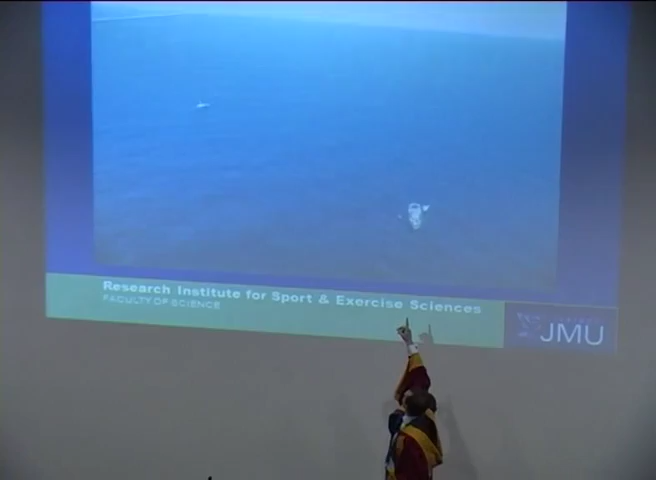 Research Institute for Sport & Exercise Sciences
FACULTY OF SCIENCE
JMU